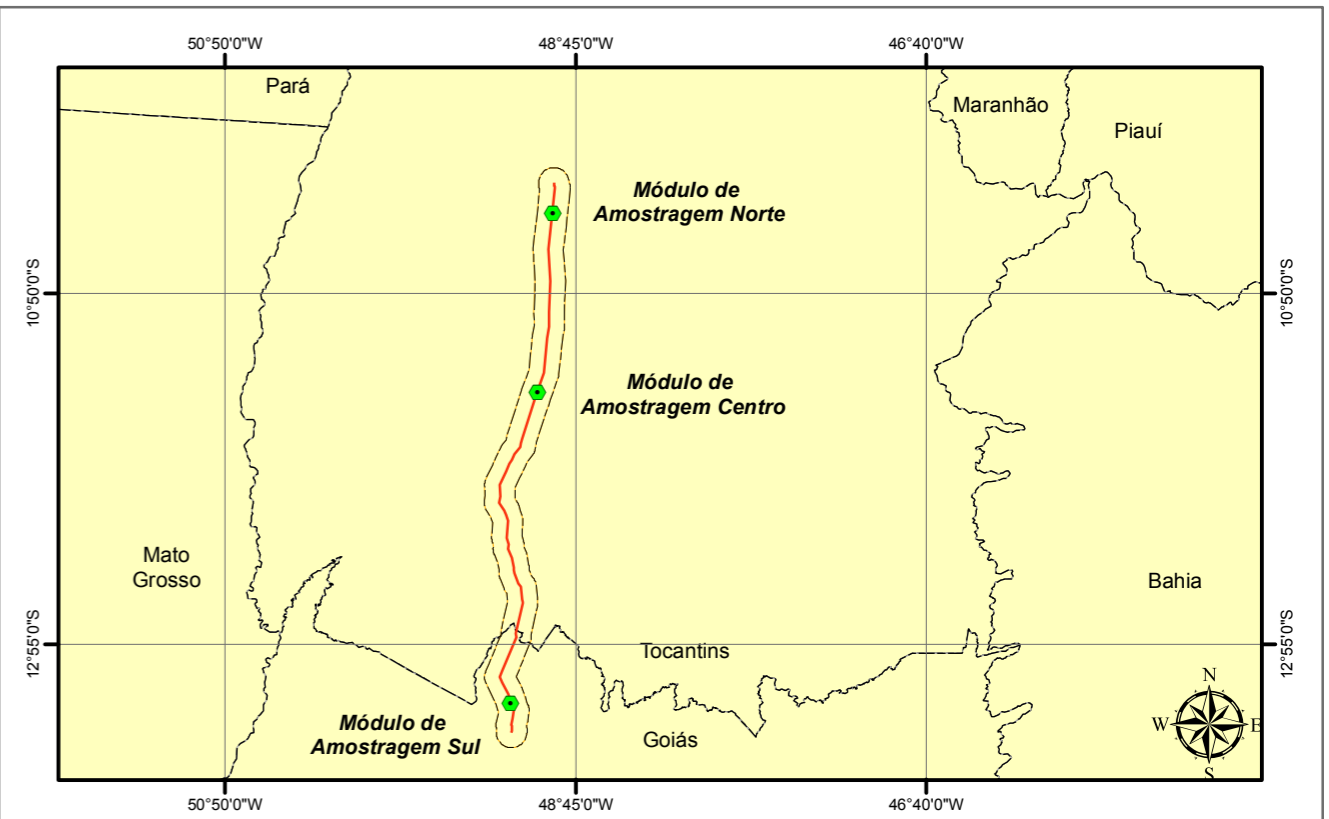 50°50'0"W
48°45'0"W
46°40'0"W
Pará
Maranhão
Piauí
Módulo de
Amostragem Norte
10°50'0"S
10°50'0"S
Módulo de
Amostragem Centro
Mato
Grosso
Bahia
12°55'0"S
12°55'0"S
Tocantins
Módulo de
Amostragem Sul
Goiás
N
W
E
S
50°50'0"W
48°45'0"W
46°40'0"W